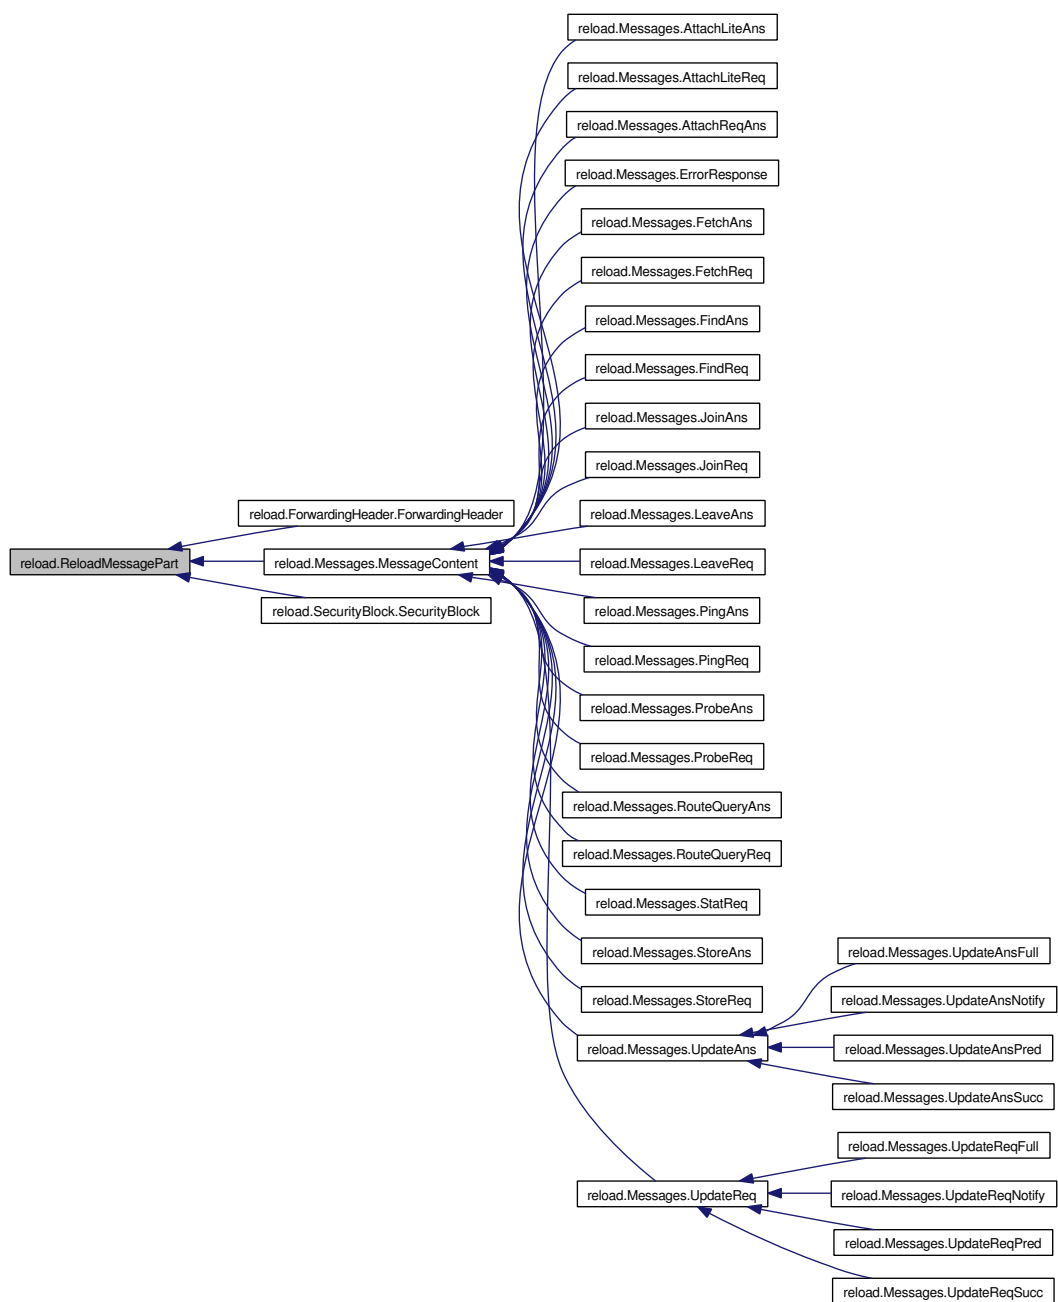 reload.Messages.AttachLiteAns
reload.Messages.AttachLiteReq
reload.Messages.AttachReqAns
reload.Messages.ErrorResponse
reload.Messages.FetchAns
reload.Messages.FetchReq
reload.Messages.FindAns
reload.Messages.FindReq
reload.Messages.JoinAns
reload.Messages.JoinReq
reload.ForwardingHeader.ForwardingHeader
reload.Messages.LeaveAns
reload.ReloadMessagePart
reload.Messages.MessageContent
reload.Messages.LeaveReq
reload.SecurityBlock.SecurityBlock
reload.Messages.PingAns
reload.Messages.PingReq
reload.Messages.ProbeAns
reload.Messages.ProbeReq
reload.Messages.RouteQueryAns
reload.Messages.RouteQueryReq
reload.Messages.StatReq
reload.Messages.StoreAns
reload.Messages.UpdateAnsFull
reload.Messages.StoreReq
reload.Messages.UpdateAnsNotify
reload.Messages.UpdateAns
reload.Messages.UpdateAnsPred
reload.Messages.UpdateAnsSucc
reload.Messages.UpdateReqFull
reload.Messages.UpdateReq
reload.Messages.UpdateReqNotify
reload.Messages.UpdateReqPred
reload.Messages.UpdateReqSucc